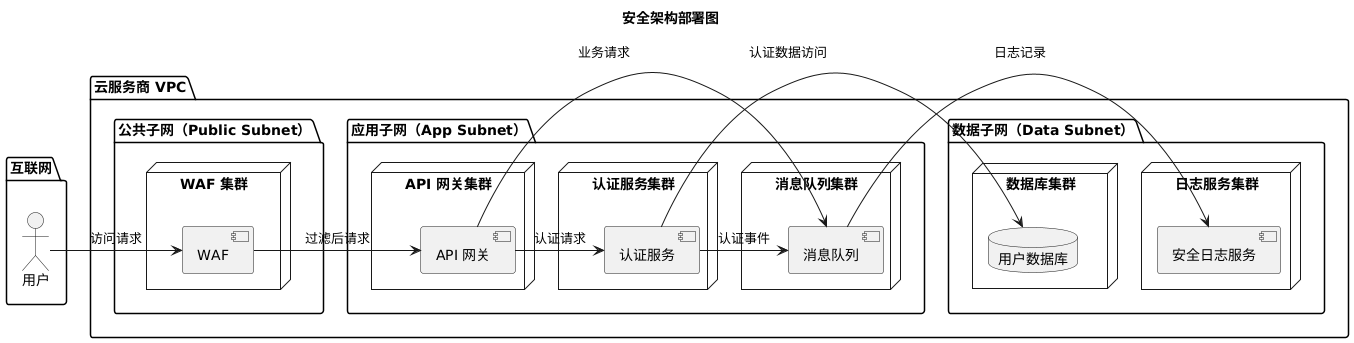 安全架构部署图
业务请求
认证数据访问
日志记录
云服务商 VPC
公共子网（Public Subnet）
应用子网（App Subnet）
数据子网（Data Subnet）
互联网
WAF 集群
API 网关集群
认证服务集群
消息队列集群
数据库集群
日志服务集群
访问请求
过滤后请求
认证请求
认证事件
用户
WAF
API 网关
认证服务
消息队列
用户数据库
安全日志服务